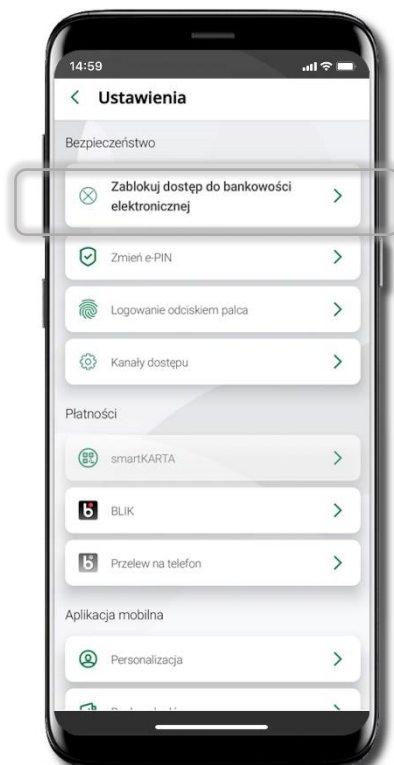 14:59
Ustawienia
Bezpieczeństwo
Zablokuj dostęp do bankowości
elektronicznej
Zmień e-PIN
Logowanie odciskiem palca
Kanały dostępu
Płatności
smartKARTA
BLIK
Przelew na telefon
Aplikacja mobilna
Personalizacja